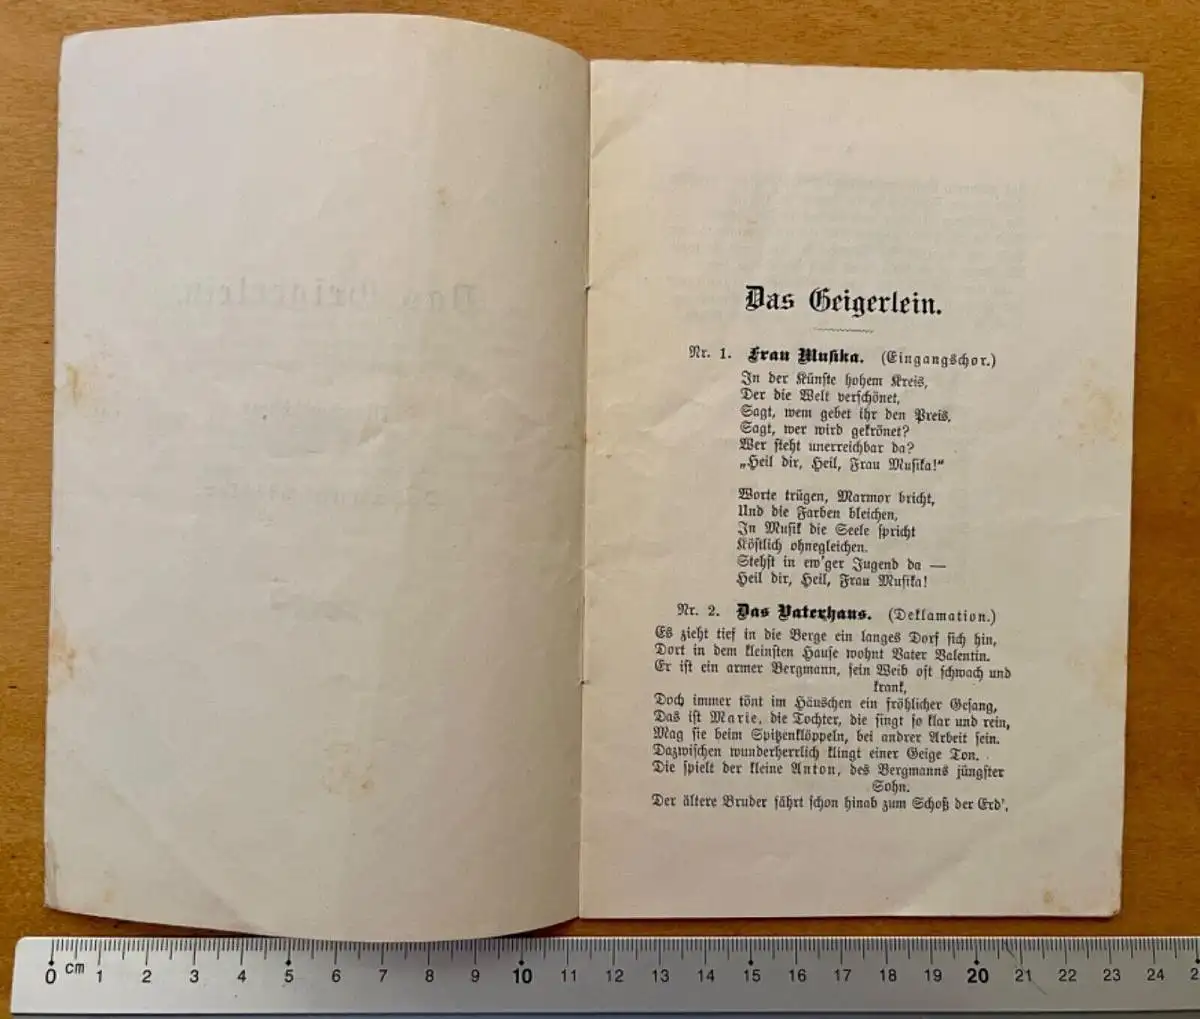 Das Geigerlein.
Nr. 1. Frau Musika. (Eingangschor.)
In der Künste hohem Kreis,
Der die Welt verschönet,
Sagt, wem gebet ihr den Preis,
Sagt, wer wird gekrönet?
Wer steht unerreichbar da?
„Heil dir, Heil, Frau Musika!“
Worte trügen, Marmor bricht,
Und die Farben bleichen,
In Musik die Seele spricht
Köstlich ohnegleichen.
Stehst in ew'ger Jugend da —
Heil dir, Heil, Frau Musika!
Nr. 2. Das Vaterhaus. (Deklamation.)
Es zieht tief in die Berge ein langes Dorf sich hin,
Dort in dem kleinsten Hause wohnt Vater Valentin.
Er ist ein armer Bergmann, sein Weib oft schwach und
krank,
Doch immer tönt im Häuschen ein fröhlicher Gesang,
Das ist Marie, die Tochter, die singt so klar und rein,
Mag sie beim Spitzenklöppeln, bei andrer Arbeit sein.
Dazwischen wunderherrlich klingt einer Geige Ton.
Die spielt der kleine Anton, des Bergmanns jüngster
Sohn.
Der ältere Bruder fährt schon hinab zum Schoß der Erd',
0 cm 1 2 3 4 5 6 7 8 9 10 11 12 13 14 15 16 17 18 19 20 21 22 23 24